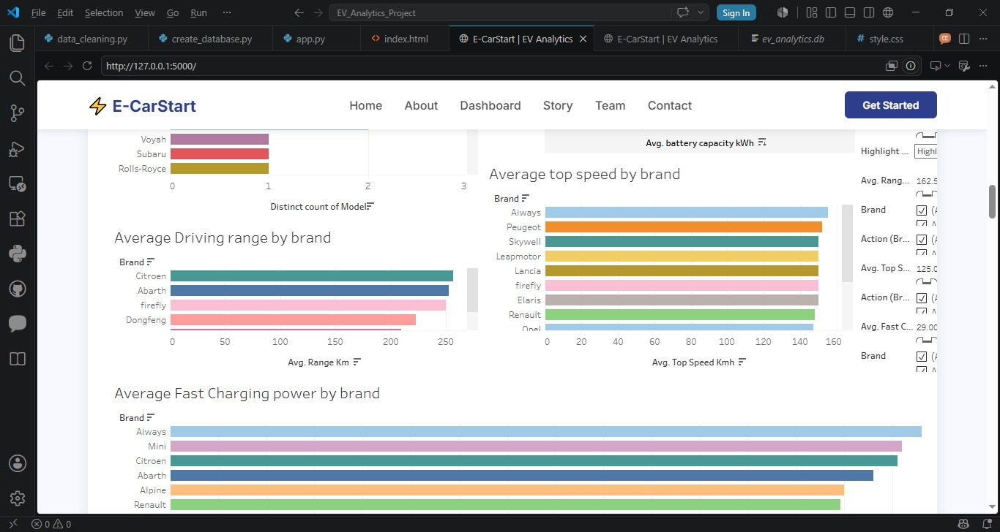 File Edit Selection View Go Run ···
EV_Analytics_Project
Sign In
data_cleaning.py
create_database.py
app.py
index.html
E-CarStart | EV Analytics
E-CarStart | EV Analytics
ev_analytics.db
style.css
http://127.0.0.1:5000/
E-CarStart
Home About Dashboard Story Team Contact
Get Started
Voyah
Subaru
Rolls-Royce
0 1 2 3
Distinct count of Model
Average Driving range by brand
Brand
Citroen
Abarth
firefly
Dongfeng
0 50 100 150 200 250
Avg. Range Km
Avg. battery capacity kWh
Average top speed by brand
Brand
Aiways
Peugeot
Skywell
Leapmotor
Lancia
firefly
Elaris
Renault
Opel
0 20 40 60 80 100 120 140 160
Avg. Top Speed Kmh
Highlight ... Highl
Avg. Rang... 162.5
Brand
Action (Br...
Avg. Top S... 125.0
Action (Br...
Avg. Fast C... 29.00
Brand
Average Fast Charging power by brand
Brand
Aiways
Mini
Citroen
Abarth
Alpine
Renault
0 0